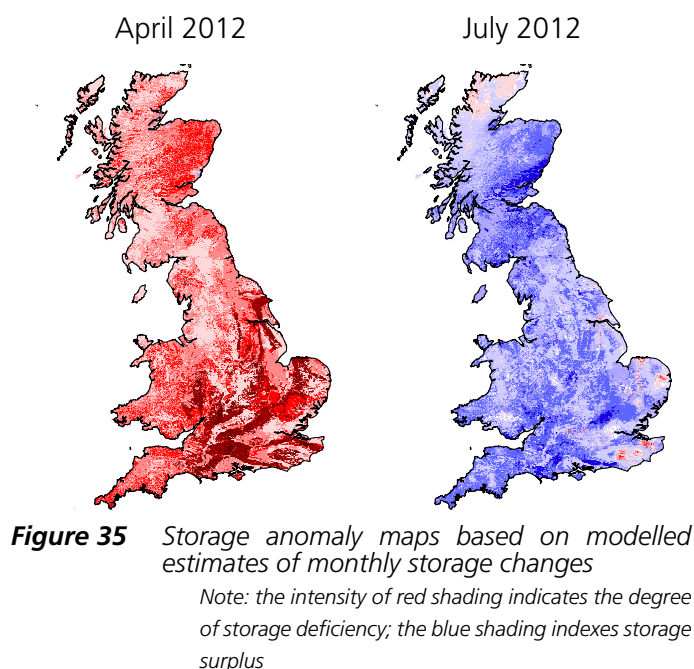 April 2012
July 2012
Figure 35 Storage anomaly maps based on modelled
estimates of monthly storage changes
Note: the intensity of red shading indicates the degree
of storage deficiency; the blue shading indexes storage
surplus